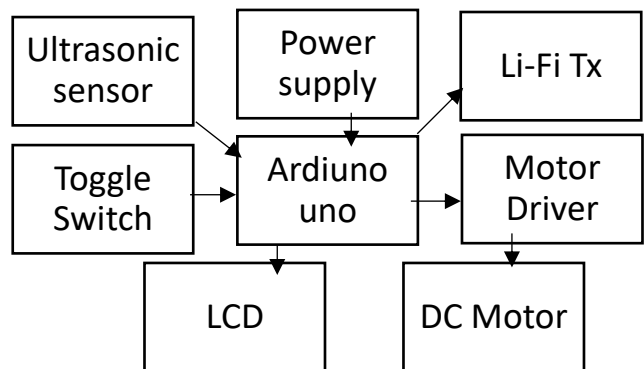 Ultrasonic
sensor
Power
supply
Li-Fi Tx
Toggle
Switch
Ardiuno
uno
Motor
Driver
LCD
DC Motor